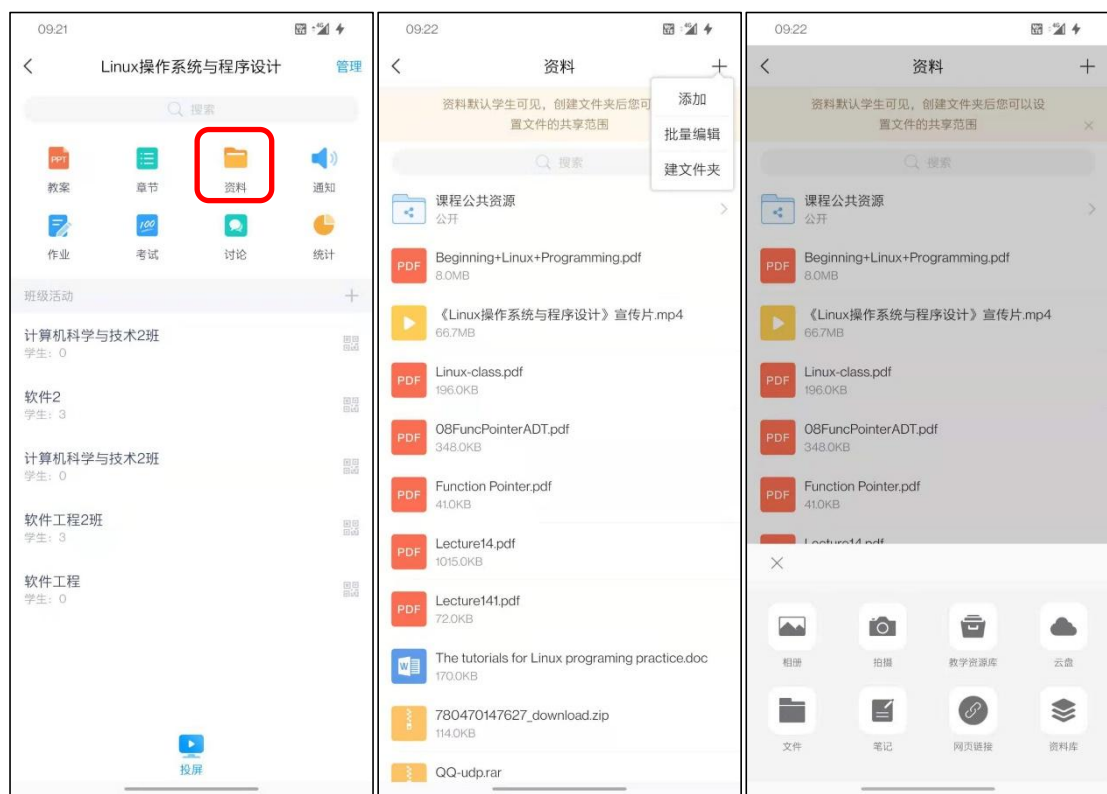 09:21
Linux操作系统与程序设计 管理
搜索
PPT
教案 章节 资料 通知
100
作业 考试 讨论 统计
班级活动
计算机科学与技术2班
学生：0
软件2
学生：3
计算机科学与技术2班
学生：0
软件工程2班
学生：3
软件工程
学生：0
投屏
09:22
资料
添加
批量编辑
建文件夹
资料默认学生可见，创建文件夹后您可
置文件的共享范围
搜索
课程公共资源
公开
PDF Beginning+Linux+Programming.pdf
8.0MB
《Linux操作系统与程序设计》宣传片.mp4
66.7MB
PDF Linux-class.pdf
196.0KB
PDF 08FuncPointerADT.pdf
348.0KB
PDF Function Pointer.pdf
41.0KB
PDF Lecture14.pdf
1015.0KB
PDF Lecture141.pdf
72.0KB
W The tutorials for Linux programing practice.doc
170.0KB
780470147627_download.zip
114.0KB
QQ-udp.rar
09:22
资料
资料默认学生可见，创建文件夹后您可以设
置文件的共享范围
搜索
课程公共资源
公开
PDF Beginning+Linux+Programming.pdf
8.0MB
《Linux操作系统与程序设计》宣传片.mp4
66.7MB
PDF Linux-class.pdf
196.0KB
PDF 08FuncPointerADT.pdf
348.0KB
PDF Function Pointer.pdf
41.0KB
Lecture14.pdf
相册 拍摄 教学资源库 云盘
文件 笔记 网页链接 资料库